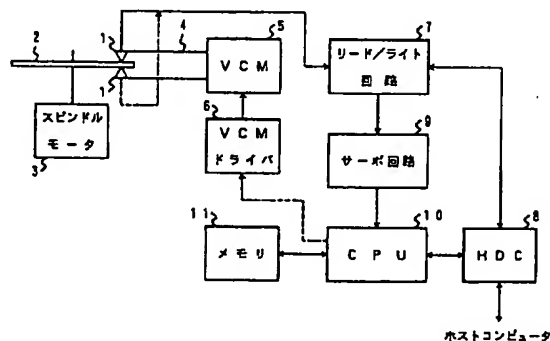 1
4
5
7
2
VCM
リード/ライト
回路
1
6
9
スピンドル
モータ
VCM
ドライバ
サーボ回路
3
11
10
8
メモリ
CPU
HDC
ホストコンピュータ